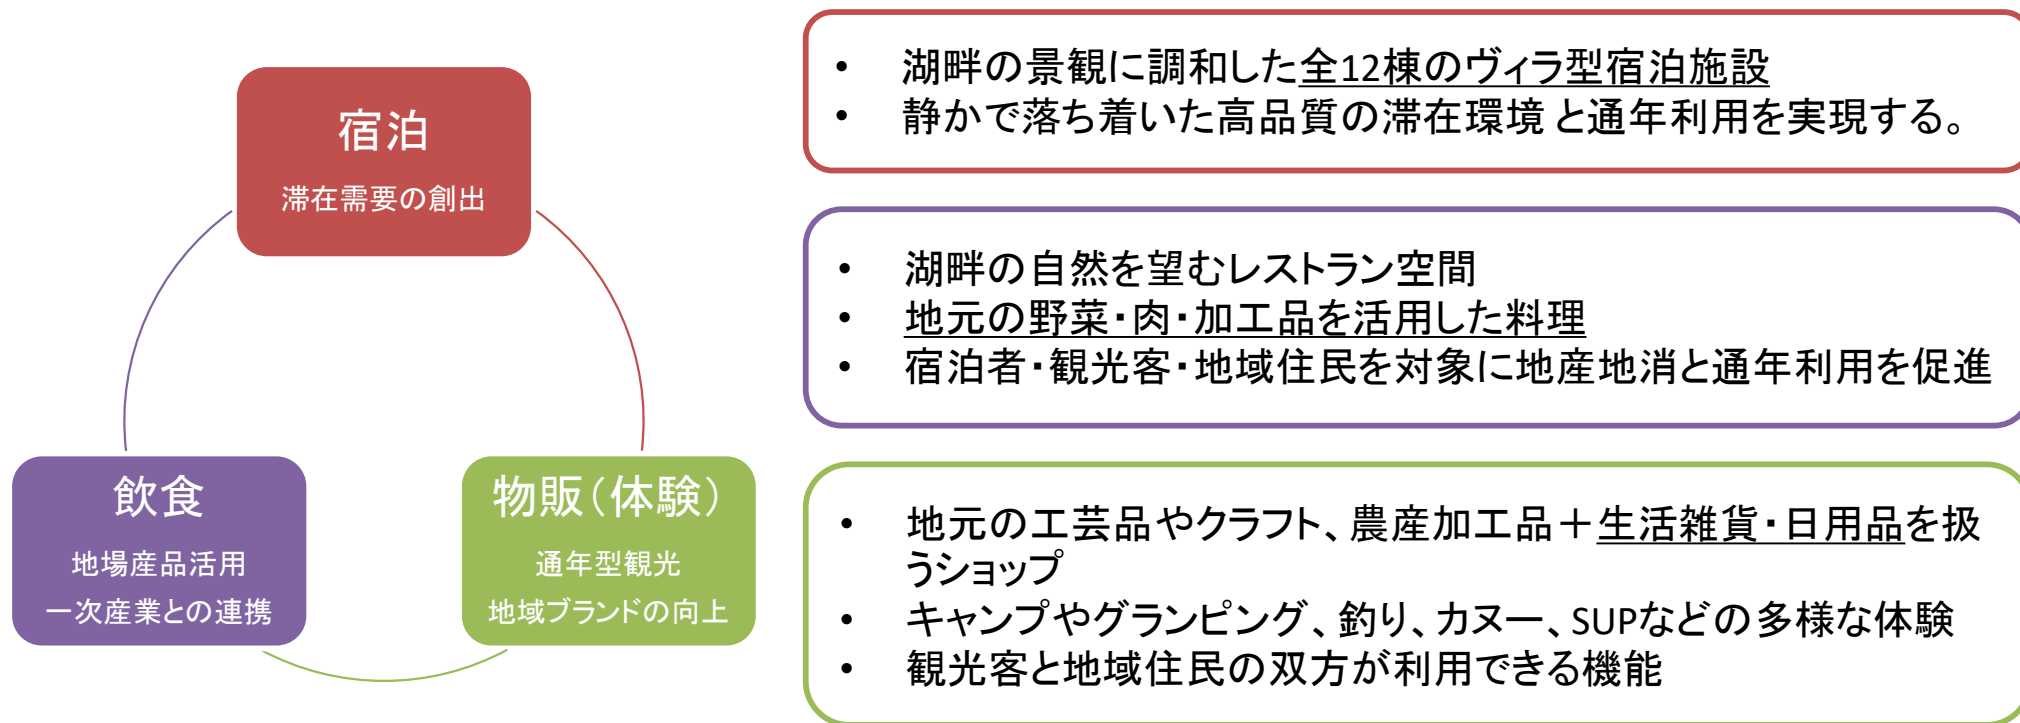 宿泊
滞在需要の創出
飲食
地場産品活用
一次産業との連携
物販(体験)
通年型観光
地域ブランドの向上
• 湖畔の景観に調和した全12棟のヴィラ型宿泊施設
• 静かで落ち着いた高品質の滞在環境 と通年利用を実現する。
• 湖畔の自然を望むレストラン空間
• 地元の野菜・肉・加工品を活用した料理
• 宿泊者・観光客・地域住民を対象に地産地消と通年利用を促進
• 地元の工芸品やクラフト、農産加工品＋生活雑貨・日用品を扱
うショップ
• キャンプやグランピング、釣り、カヌー、SUPなどの多様な体験
• 観光客と地域住民の双方が利用できる機能